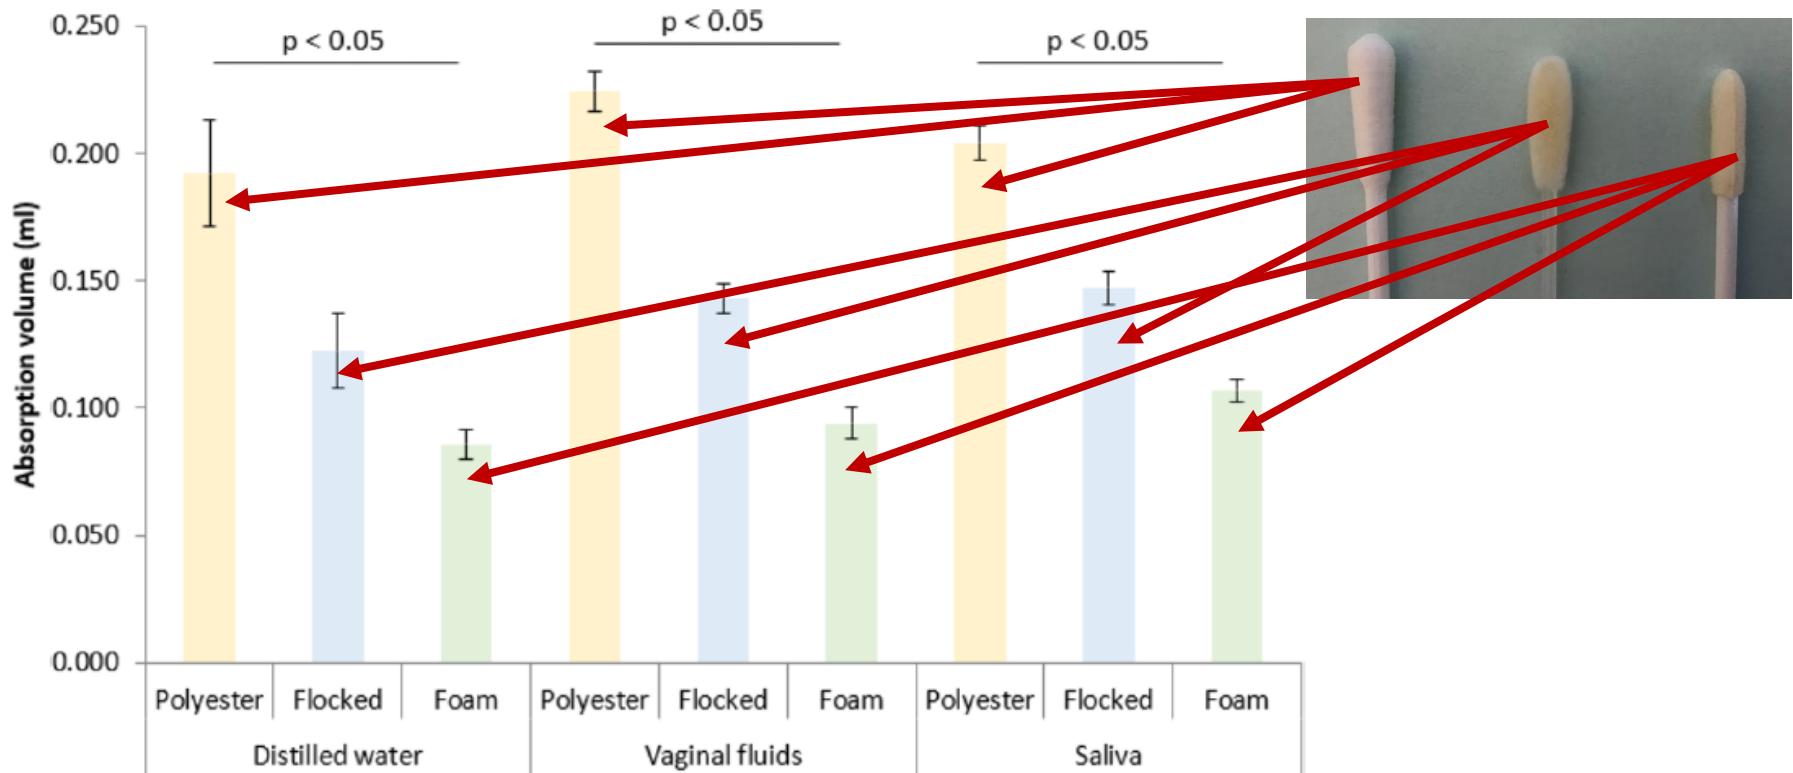 0.250
0.200
0.150
0.100
0.050
0.000
Absorption volume (ml)
p < 0.05
p < 0.05
p < 0.05
Polyester
Flocked
Foam
Polyester
Flocked
Foam
Polyester
Flocked
Foam
Distilled water
Vaginal fluids
Saliva